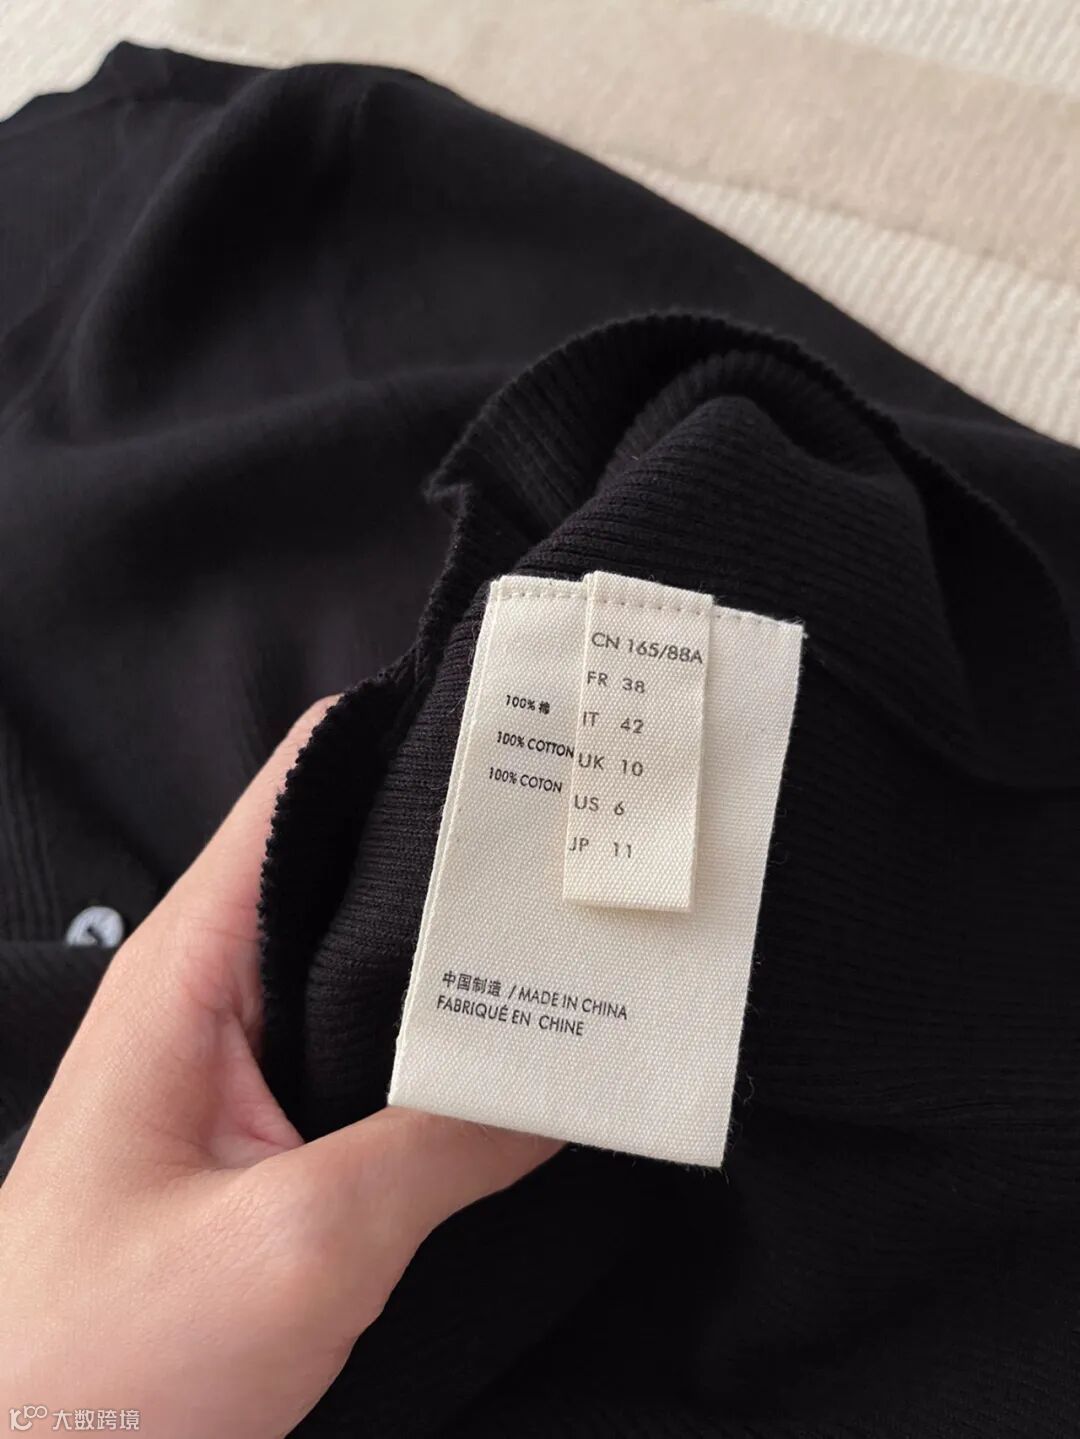 CN 165/88A
FR 38
IT 42
UK 10
US 6
JP 11
100% 棉
100% COTTON
100% COTON
中国制造 / MADE IN CHINA
FABRIQUÉ EN CHINE
大数跨境